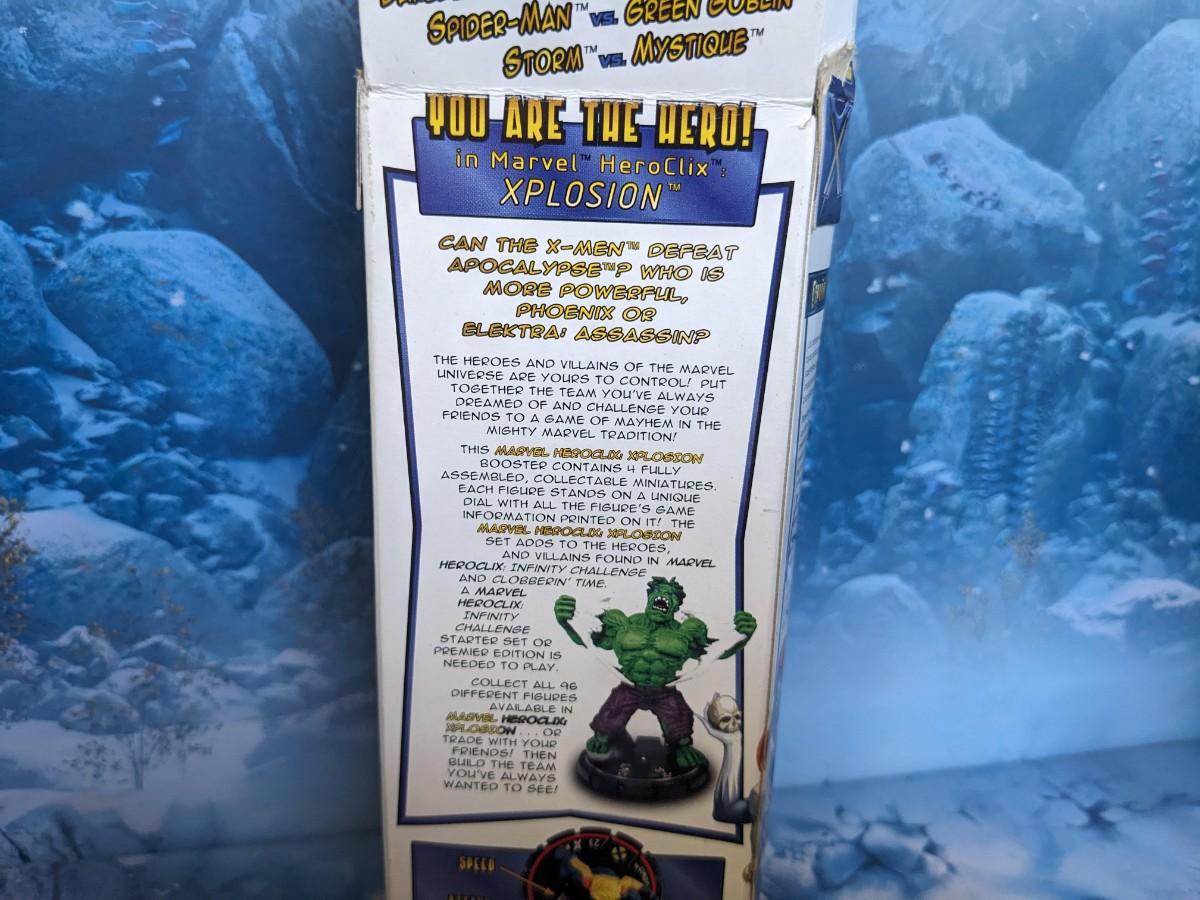 SPIDER-MAN™ VS. GREEN GOBLIN
STORM™ VS. MYSTIQUE™
YOU ARE THE HERO!
in Marvel™ HeroClix™:
XPLOSION™
CAN THE X-MEN™ DEFEAT
APOCALYPSE™? WHO IS
MORE POWERFUL,
PHOENIX OR
ELEKTRA: ASSASSIN?
THE HEROES AND VILLAINS OF THE MARVEL
UNIVERSE ARE YOURS TO CONTROL! PUT
TOGETHER THE TEAM YOU'VE ALWAYS
DREAMED OF AND CHALLENGE YOUR
FRIENDS TO A GAME OF MAYHEM IN THE
MIGHTY MARVEL TRADITION!
THIS MARVEL HEROCLIX: XPLOSION
BOOSTER CONTAINS 4 FULLY
ASSEMBLED, COLLECTABLE MINIATURES.
EACH FIGURE STANDS ON A UNIQUE
DIAL WITH ALL THE FIGURE'S GAME
INFORMATION PRINTED ON IT! THE
MARVEL HEROCLIX: XPLOSION
SET ADDS TO THE HEROES,
AND VILLAINS FOUND IN MARVEL
HEROCLIX: INFINITY CHALLENGE
AND CLOBBERIN' TIME.
A MARVEL
HEROCLIX:
INFINITY
CHALLENGE
STARTER SET OR
PREMIER EDITION IS
NEEDED TO PLAY.
COLLECT ALL 96
DIFFERENT FIGURES
AVAILABLE IN
MARVEL HEROCLIX:
XPLOSION . . . OR
TRADE WITH YOUR
FRIENDS! THEN
BUILD THE TEAM
YOU'VE ALWAYS
WANTED TO SEE!
SPEED